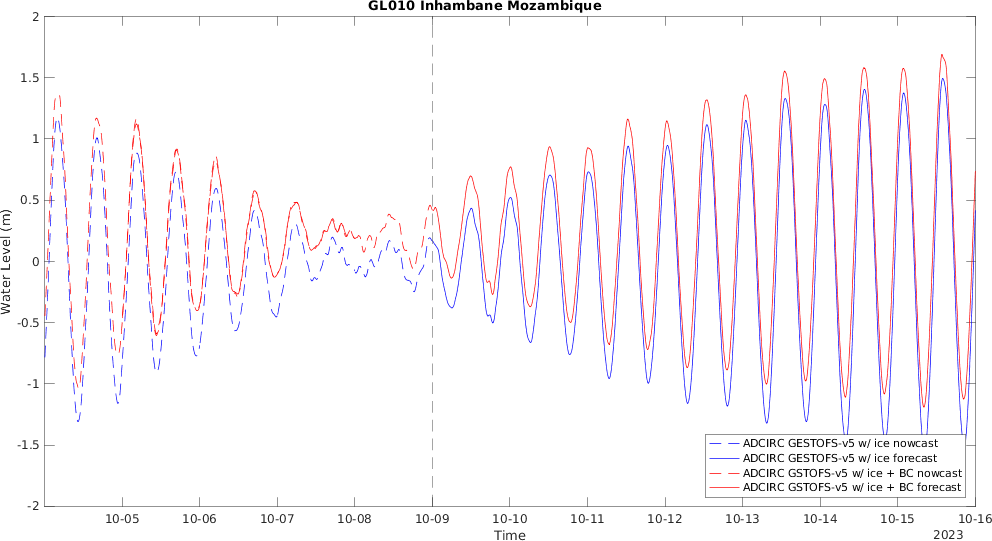 GL010 Inhambane Mozambique
2
1.5
1
0.5
0
-0.5
-1
-1.5
-2
Water Level (m)
ADCIRC GESTOFS-v5 w/ ice nowcast
ADCIRC GESTOFS-v5 w/ ice forecast
ADCIRC GSTOFS-v5 w/ ice + BC nowcast
ADCIRC GSTOFS-v5 w/ ice + BC forecast
10-05 10-06 10-07 10-08 10-09 10-10 10-11 10-12 10-13 10-14 10-15 10-16
Time
2023